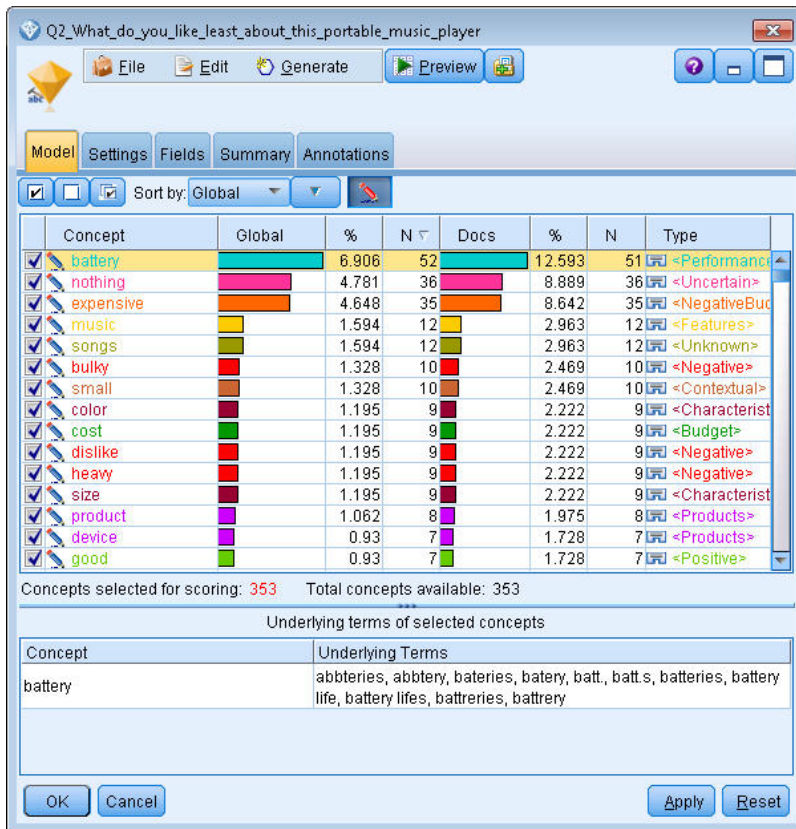 Q2_What_do_you_like_least_about_this_portable_music_player
File Edit Generate Preview
abc
Model Settings Fields Summary Annotations
Sort by: Global
Concept Global % N Docs % N Type
battery 6.906 52 12.593 51 <Performance
nothing 4.781 36 8.889 36 <Uncertain>
expensive 4.648 35 8.642 35 <NegativeBud
music 1.594 12 2.963 12 <Features>
songs 1.594 12 2.963 12 <Unknown>
bulky 1.328 10 2.469 10 <Negative>
small 1.328 10 2.469 10 <Contextual>
color 1.195 9 2.222 9 <Characterist
cost 1.195 9 2.222 9 <Budget>
dislike 1.195 9 2.222 9 <Negative>
heavy 1.195 9 2.222 9 <Negative>
size 1.195 9 2.222 9 <Characterist
product 1.062 8 1.975 8 <Products>
device 0.93 7 1.728 7 <Products>
good 0.93 7 1.728 7 <Positive>
Concepts selected for scoring: 353 Total concepts available: 353
Underlying terms of selected concepts
Concept Underlying Terms
battery abbteries, abbtery, bateries, batery, batt., batt.s, batteries, battery
life, battery lifes, battreries, battrery
OK Cancel Apply Reset